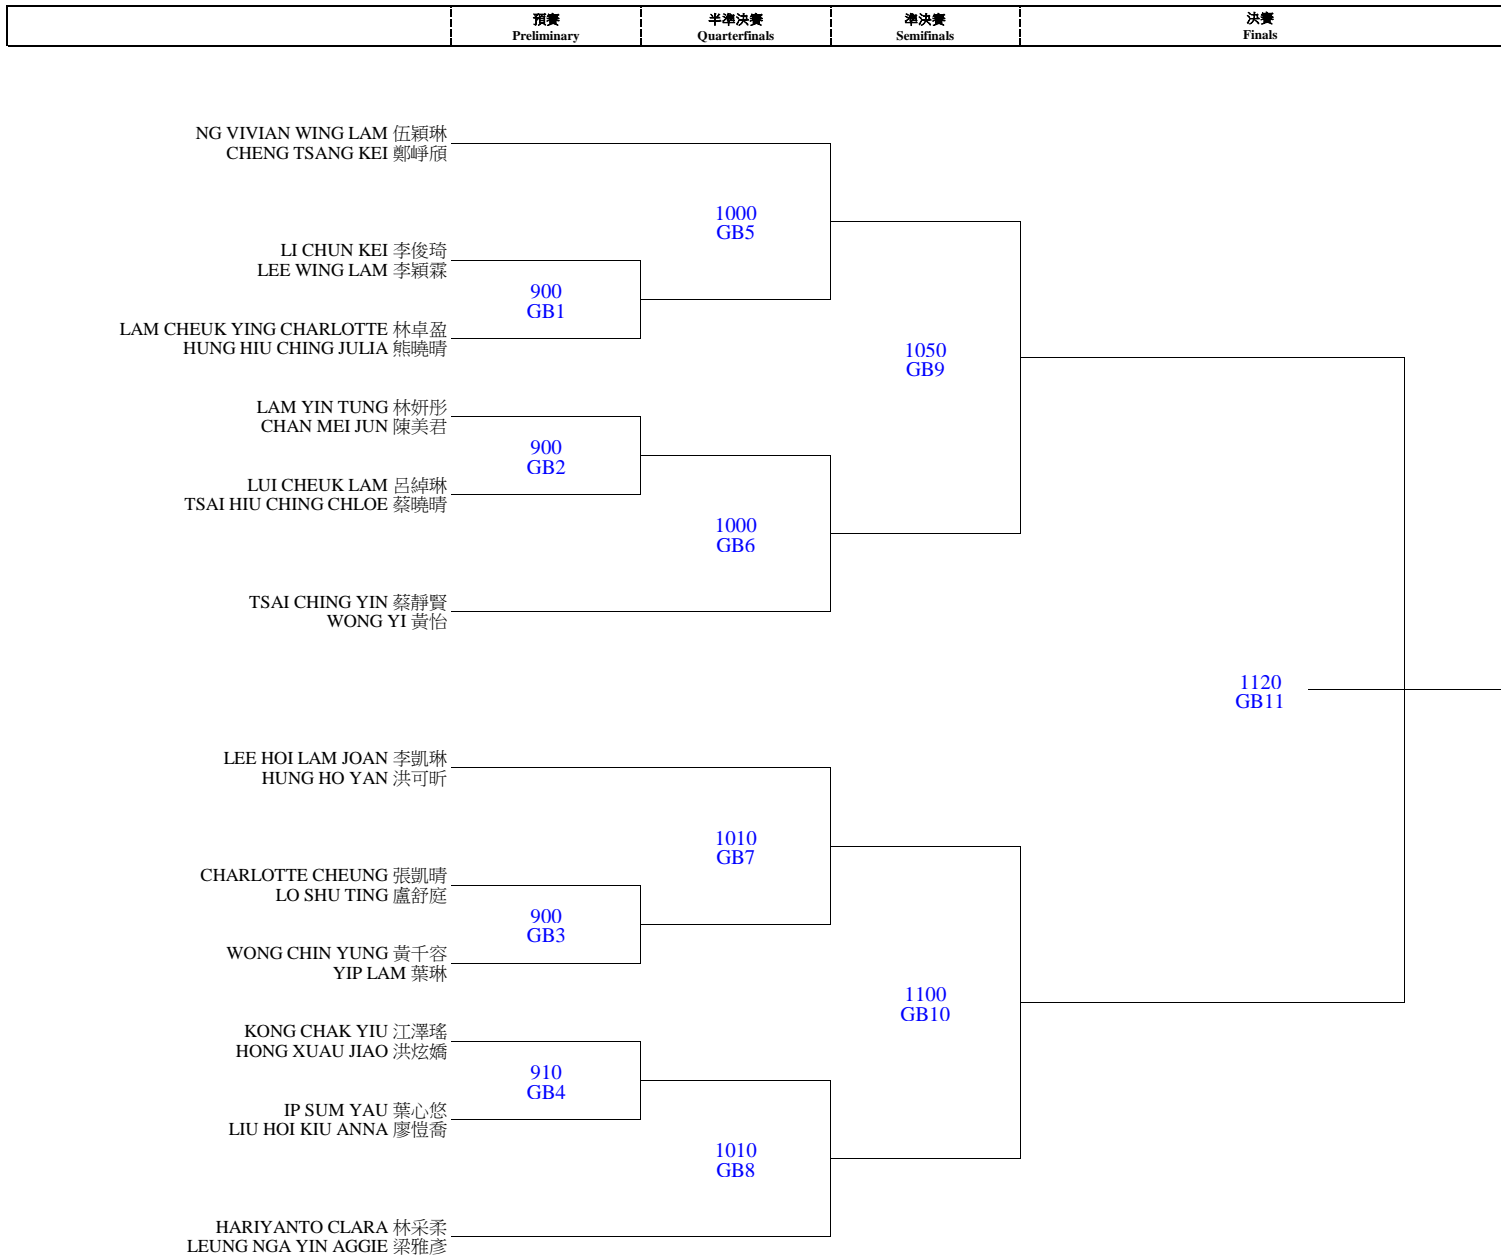 預賽
Preliminary
半準決賽
Quarterfinals
準決賽
Semifinals
決賽
Finals
NG VIVIAN WING LAM 伍穎琳
CHENG TSANG KEI 鄭崢頎
1000
GB5
LI CHUN KEI 李俊琦
LEE WING LAM 李穎霖
900
GB1
LAM CHEUK YING CHARLOTTE 林卓盈
HUNG HIU CHING JULIA 熊曉晴
1050
GB9
LAM YIN TUNG 林妍彤
CHAN MEI JUN 陳美君
900
GB2
LUI CHEUK LAM 呂綽琳
TSAI HIU CHING CHLOE 蔡曉晴
1000
GB6
TSAI CHING YIN 蔡靜賢
WONG YI 黃怡
1120
GB11
LEE HOI LAM JOAN 李凱琳
HUNG HO YAN 洪可昕
1010
GB7
CHARLOTTE CHEUNG 張凱晴
LO SHU TING 盧舒庭
900
GB3
WONG CHIN YUNG 黃千容
YIP LAM 葉琳
1100
GB10
KONG CHAK YIU 江澤瑤
HONG XUAU JIAO 洪炫嬌
910
GB4
IP SUM YAU 葉心悠
LIU HOI KIU ANNA 廖愷喬
1010
GB8
HARIYANTO CLARA 林采柔
LEUNG NGA YIN AGGIE 梁雅彥